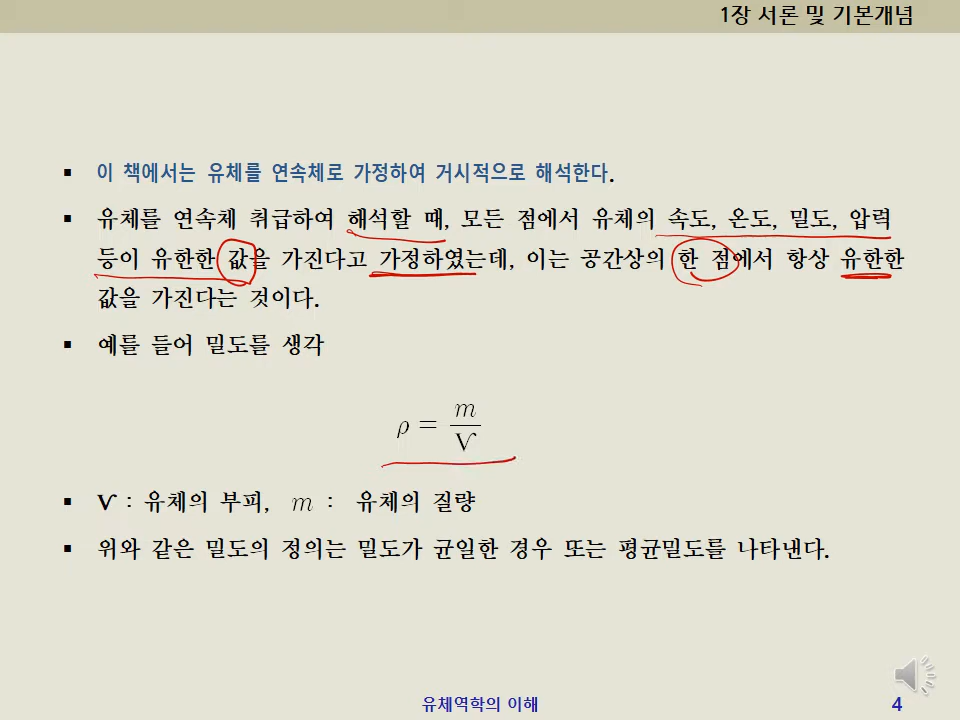 1장 서론 및 기본개념
▪ 이 책에서는 유체를 연속체로 가정하여 거시적으로 해석한다.
▪ 유체를 연속체 취급하여 해석할 때, 모든 점에서 유체의 속도, 온도, 밀도, 압력
등이 유한한 값을 가진다고 가정하였는데, 이는 공간상의 한 점에서 항상 유한한
값을 가진다는 것이다.
▪ 예를 들어 밀도를 생각
ρ = m / V
▪ V : 유체의 부피, m : 유체의 질량
▪ 위와 같은 밀도의 정의는 밀도가 균일한 경우 또는 평균밀도를 나타낸다.
유체역학의 이해
4